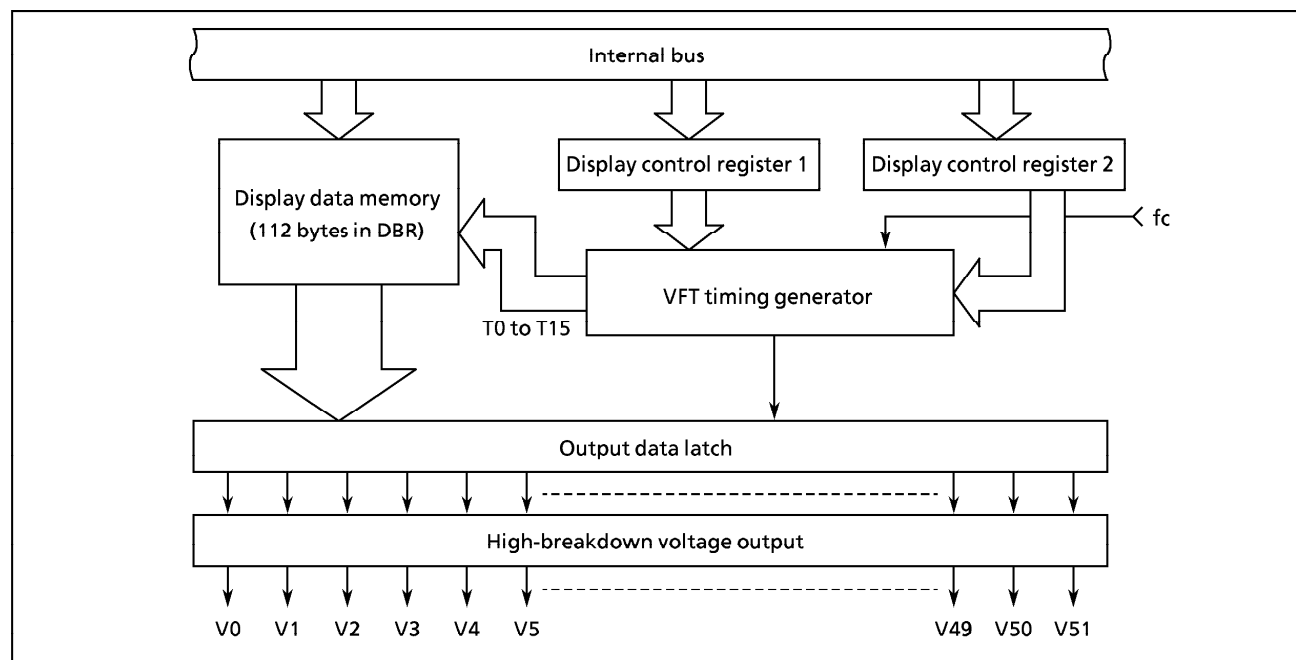 Internal bus
Display data memory
(112 bytes in DBR)
Display control register 1
Display control register 2
fc
VFT timing generator
T0 to T15
Output data latch
High-breakdown voltage output
V0 V1 V2 V3 V4 V5 V49 V50 V51